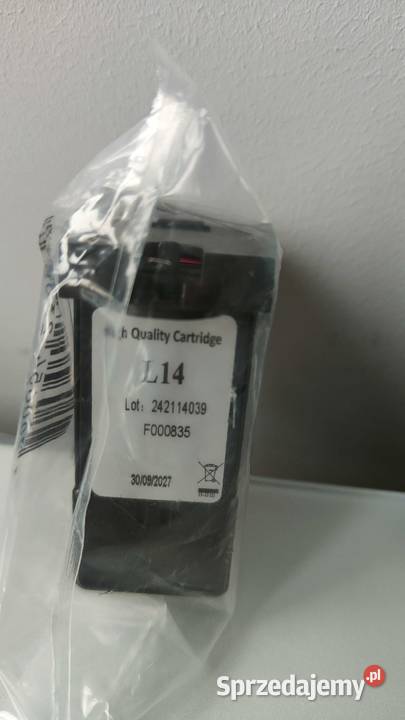 Quality Cartridge
L14
Lot: 242114039
F000835
30/09/2027
Sprzedajemy.pl